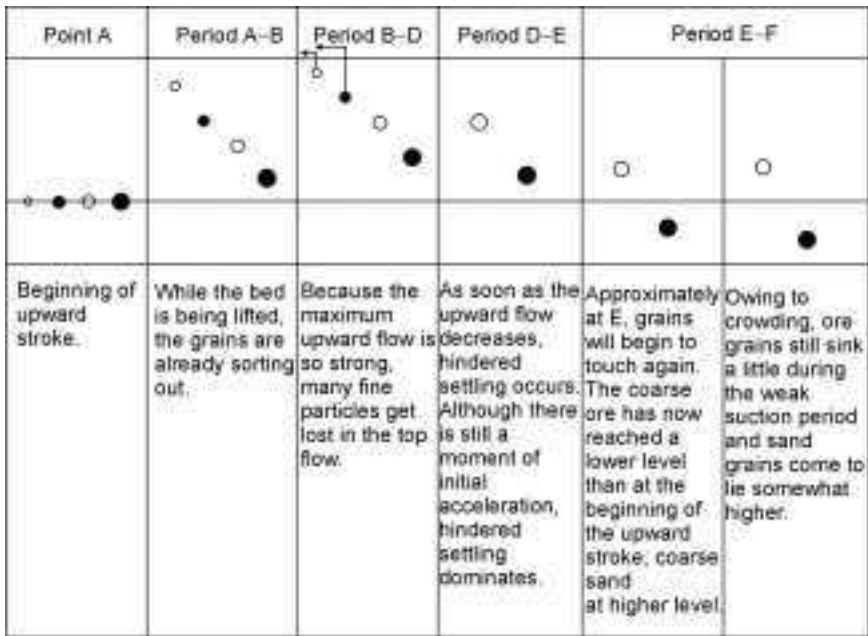 Point A
Period A–B
Period B–D
Period D–E
Period E–F
Beginning of
upward
stroke.
While the bed
is being lifted,
the grains are
already sorting
out.
Because the
maximum
upward flow is
so strong,
many fine
particles get
lost in the top
flow.
As soon as the
upward flow
decreases,
hindered
settling occurs.
Although there
is still a
moment of
initial
acceleration,
hindered
settling
dominates.
Approximately
at E, grains
will begin to
touch again.
The coarse
ore has now
reached a
lower level
than at the
beginning of
the upward
stroke; coarse
sand
at higher level.
Owing to
crowding, ore
grains still sink
a little during
the weak
suction period
and sand
grains come to
lie somewhat
higher.